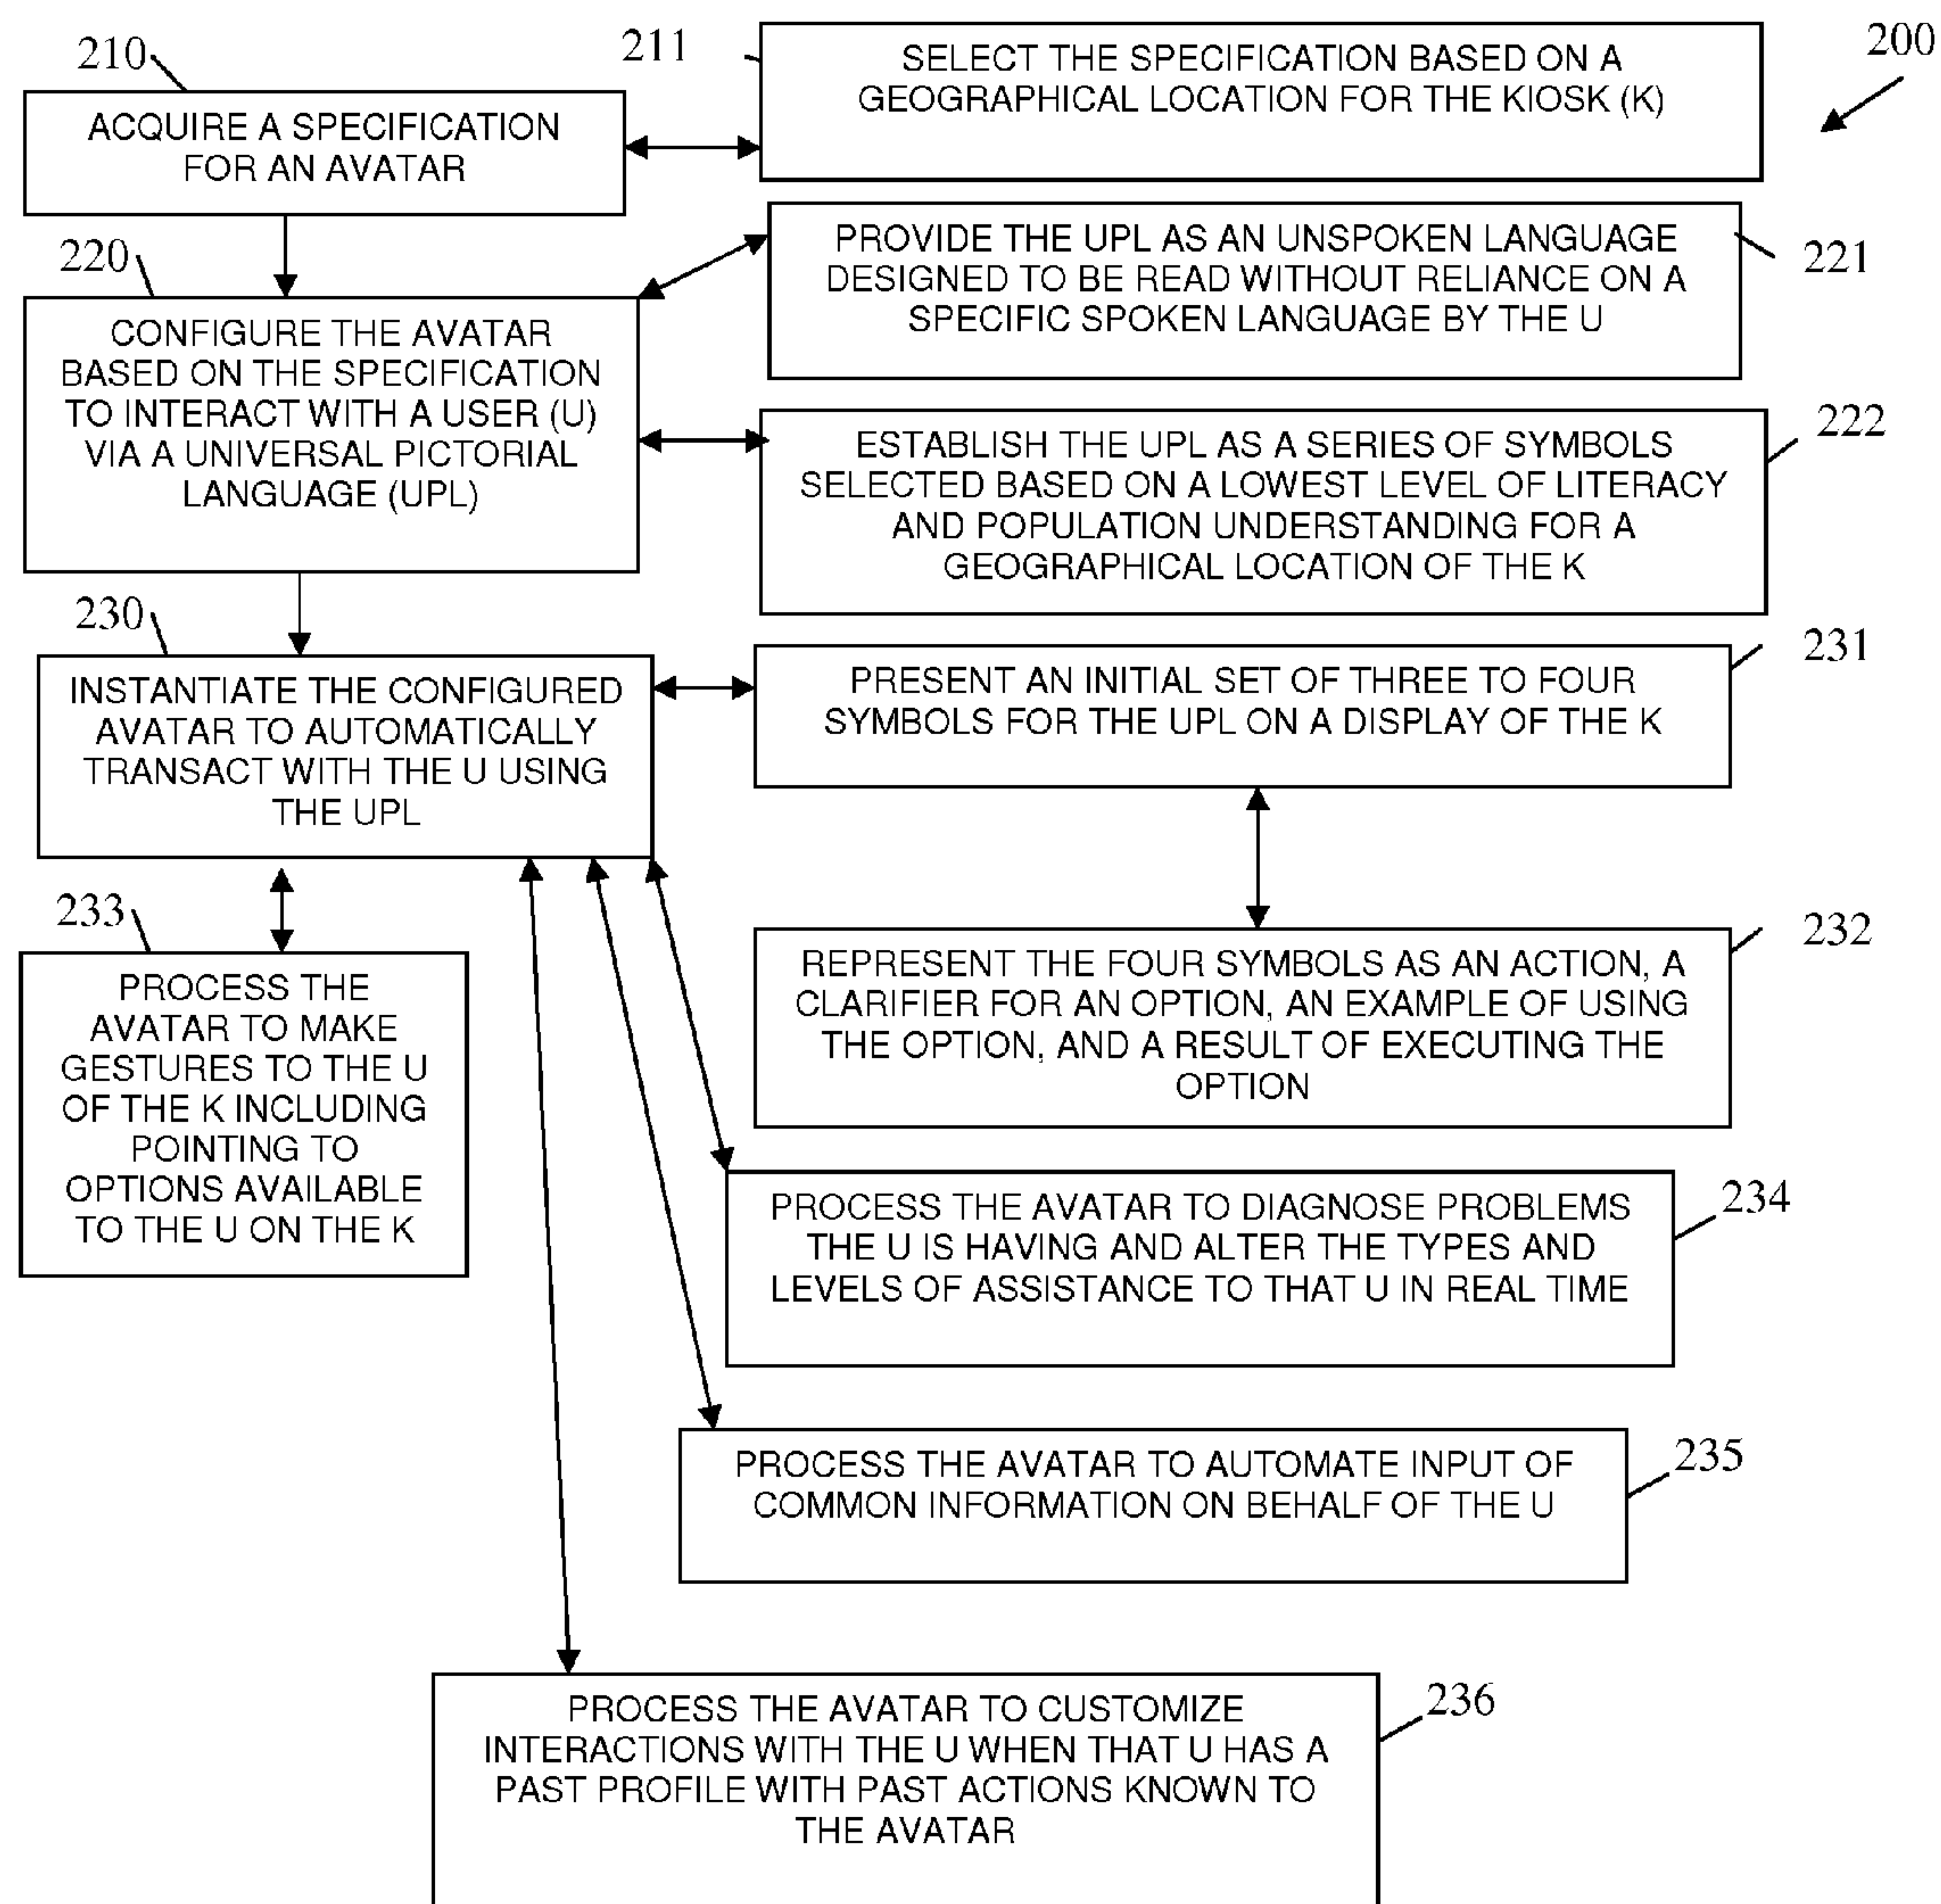 200
210
ACQUIRE A SPECIFICATION
FOR AN AVATAR
211
SELECT THE SPECIFICATION BASED ON A
GEOGRAPHICAL LOCATION FOR THE KIOSK (K)
220
CONFIGURE THE AVATAR
BASED ON THE SPECIFICATION
TO INTERACT WITH A USER (U)
VIA A UNIVERSAL PICTORIAL
LANGUAGE (UPL)
221
PROVIDE THE UPL AS AN UNSPOKEN LANGUAGE
DESIGNED TO BE READ WITHOUT RELIANCE ON A
SPECIFIC SPOKEN LANGUAGE BY THE U
222
ESTABLISH THE UPL AS A SERIES OF SYMBOLS
SELECTED BASED ON A LOWEST LEVEL OF LITERACY
AND POPULATION UNDERSTANDING FOR A
GEOGRAPHICAL LOCATION OF THE K
230
INSTANTIATE THE CONFIGURED
AVATAR TO AUTOMATICALLY
TRANSACT WITH THE U USING
THE UPL
231
PRESENT AN INITIAL SET OF THREE TO FOUR
SYMBOLS FOR THE UPL ON A DISPLAY OF THE K
232
REPRESENT THE FOUR SYMBOLS AS AN ACTION, A
CLARIFIER FOR AN OPTION, AN EXAMPLE OF USING
THE OPTION, AND A RESULT OF EXECUTING THE
OPTION
233
PROCESS THE
AVATAR TO MAKE
GESTURES TO THE U
OF THE K INCLUDING
POINTING TO
OPTIONS AVAILABLE
TO THE U ON THE K
234
PROCESS THE AVATAR TO DIAGNOSE PROBLEMS
THE U IS HAVING AND ALTER THE TYPES AND
LEVELS OF ASSISTANCE TO THAT U IN REAL TIME
235
PROCESS THE AVATAR TO AUTOMATE INPUT OF
COMMON INFORMATION ON BEHALF OF THE U
236
PROCESS THE AVATAR TO CUSTOMIZE
INTERACTIONS WITH THE U WHEN THAT U HAS A
PAST PROFILE WITH PAST ACTIONS KNOWN TO
THE AVATAR